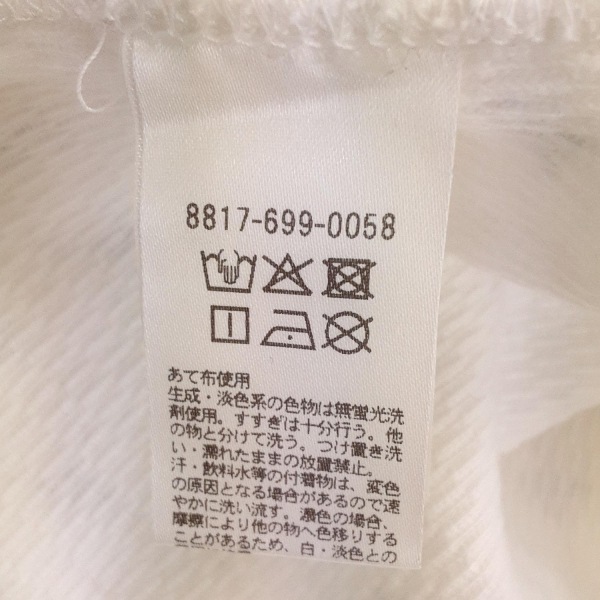 8817-699-0058
あて布使用
生成・淡色系の色物は無蛍光洗
剤使用。すすぎは十分行う。他
の物と分けて洗う。つけ置き洗
い・濡れたままの放置禁止。
汗・飲料水等の付着物は、変色
の原因となる場合があるので速
やかに洗い流す。濃色の場合、
摩擦により他の物へ色移りする
ことがあるため、白・淡色との